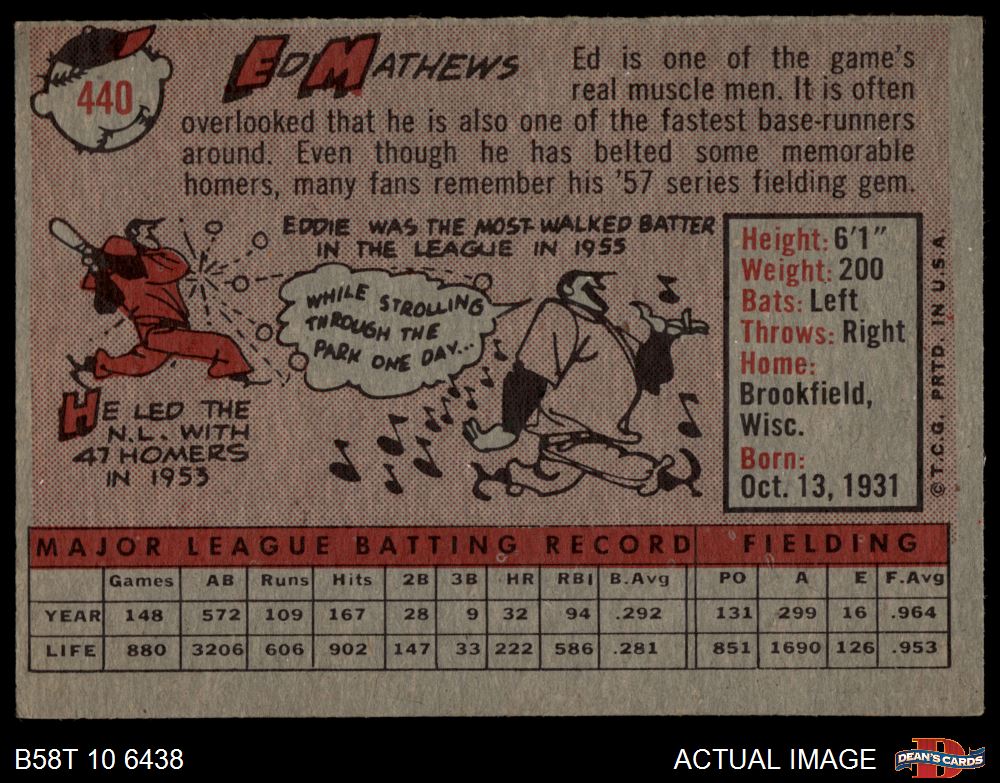 440
ED MATHEWS
Ed is one of the game's
real muscle men. It is often
overlooked that he is also one of the fastest base-runners
around. Even though he has belted some memorable
homers, many fans remember his '57 series fielding gem.
EDDIE WAS THE MOST WALKED BATTER
IN THE LEAGUE IN 1955
WHILE STROLLING
THROUGH THE
PARK ONE DAY...
HE LED THE
N.L. WITH
47 HOMERS
IN 1953
Height: 6'1"
Weight: 200
Bats: Left
Throws: Right
Home:
Brookfield,
Wisc.
Born:
Oct. 13, 1931
© T.C.G. PRTD. IN U.S.A.
MAJOR LEAGUE BATTING RECORD FIELDING
Games AB Runs Hits 2B 3B HR RBI B.Avg PO A E F.Avg
YEAR 148 572 109 167 28 9 32 94 .292 131 299 16 .964
LIFE 880 3206 606 902 147 33 222 586 .281 851 1690 126 .953
B58T 10 6438
ACTUAL IMAGE
D
DEAN'S CARDS